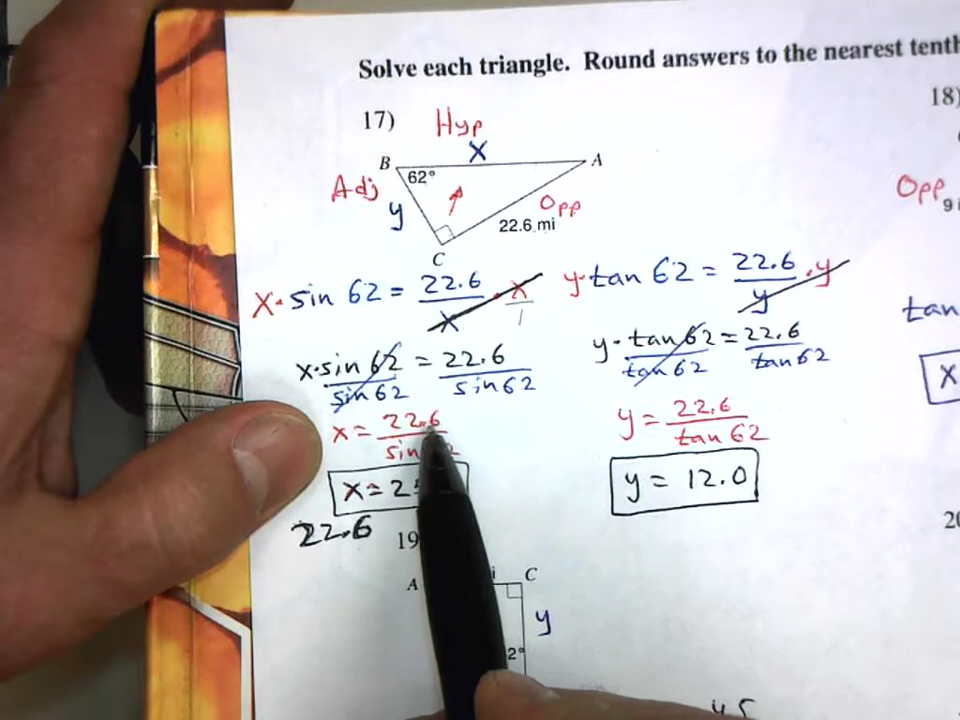 Solve each triangle. Round answers to the nearest tenth
17) Hyp
18)
B x A
62°
Adj
y Opp
22.6 mi
C
Opp 9
x·sin 62 = 22.6/x · x/1
y·tan 62 = 22.6/y · y
tan
x·sin 62/sin 62 = 22.6/sin 62
y·tan 62/tan 62 = 22.6/tan 62
x
x = 22.6/sin
y = 22.6/tan 62
x = 2
y = 12.0
22.6
19
20
A C
y
2°